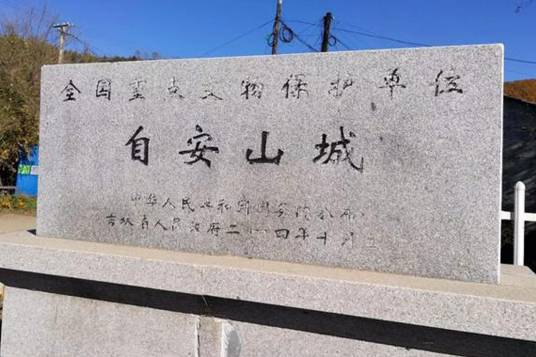 全国重点文物保护单位
自安山城
中华人民共和国国务院公布
吉林省人民政府二〇一四年十月立